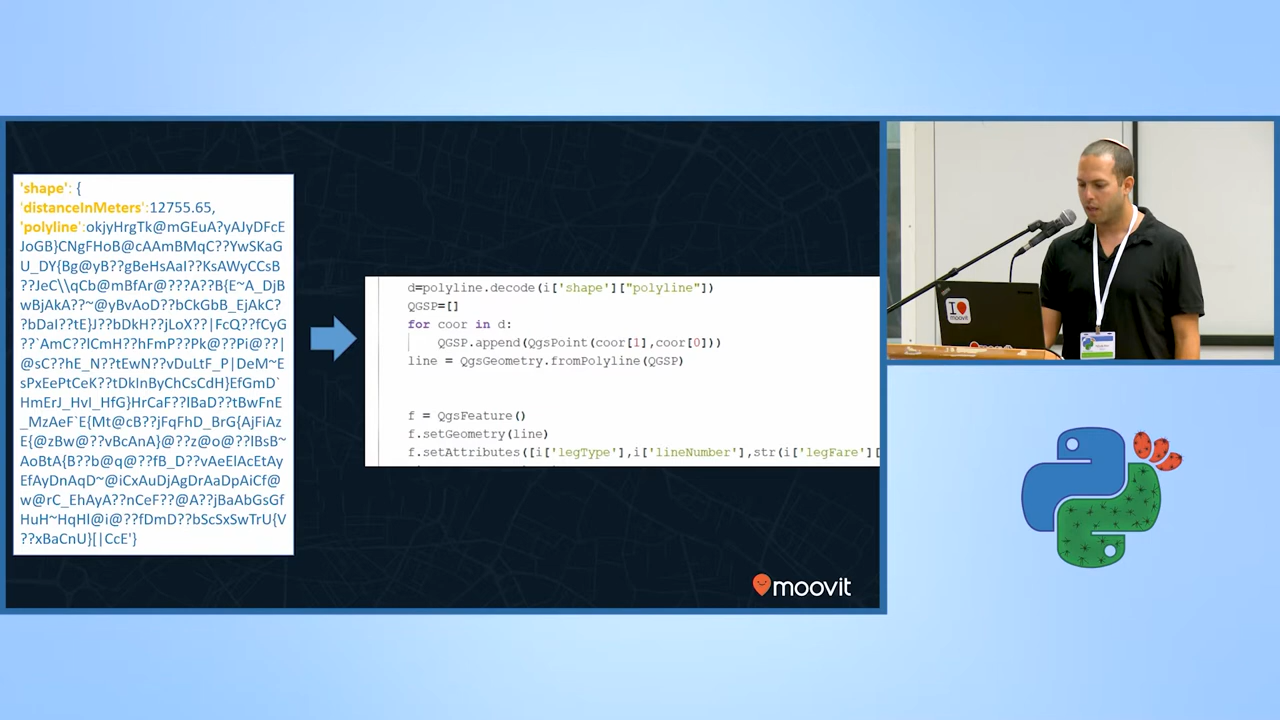 'shape': {
'distanceInMeters':12755.65,
'polyline':okjyHrgTk@mGEuA?yAJyDFcE
JoGB}CNgFHoB@cAAmBMqC??YwSKaG
U_DY{Bg@yB??gBeHsAaI??KsAWyCCsB
??JeC\\qCb@mBfAr@???A??B{E~A_DjB
wBjAkA??~@yBvAoD??bCkGbB_EjAkC?
?bDaI??tE}J??bDkH??jLoX??|FcQ??fCyG
??`AmC??lCmH??hFmP??Pk@??Pi@??|
@sC??hE_N??tEwN??vDuLtF_P|DeM~E
sPxEePtCeK??tDkInByChCsCdH}EfGmD`
HmErJ_HvI_HfG}HrCaF??lBaD??tBwFnE
_MzAeF`E{Mt@cB??jFqFhD_BrG{AjFiAz
E{@zBw@??vBcAnA}@??z@o@??lBsB~
AoBtA{B??b@q@??fB_D??vAeElAcEtAy
EfAyDnAqD~@iCxAuDjAgDrAaDpAiCf@
w@rC_EhAyA??nCeF??@A??jBaAbGsGf
HuH~HqHl@i@??fDmD??bScSxSwTrU{V
??xBaCnU}[|CcE'}
d=polyline.decode(i['shape']["polyline"])
QGSP=[]
for coor in d:
QGSP.append(QgsPoint(coor[1],coor[0]))
line = QgsGeometry.fromPolyline(QGSP)
f = QgsFeature()
f.setGeometry(line)
f.setAttributes([i['legType'],i['lineNumber'],str(i['legFare'][
moovit
I
moovit